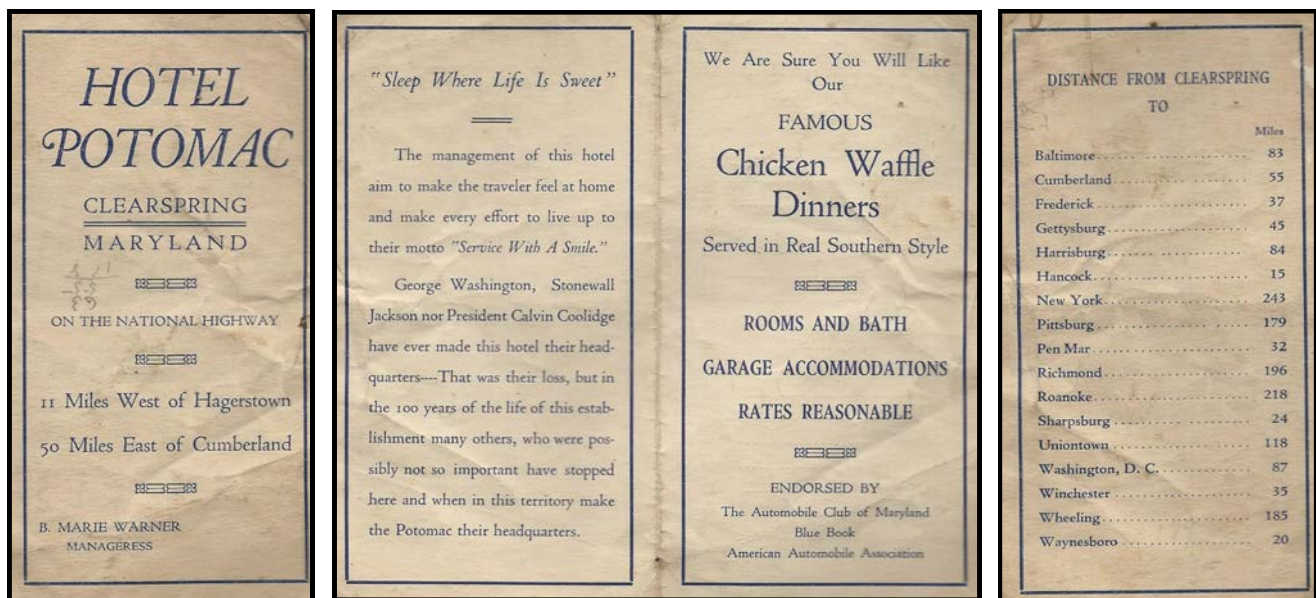 HOTEL
POTOMAC
CLEARSPRING
MARYLAND
ON THE NATIONAL HIGHWAY
11 Miles West of Hagerstown
50 Miles East of Cumberland
B. MARIE WARNER
MANAGERESS
"Sleep Where Life Is Sweet"
The management of this hotel
aim to make the traveler feel at home
and make every effort to live up to
their motto "Service With A Smile."
George Washington, Stonewall
Jackson nor President Calvin Coolidge
have ever made this hotel their head-
quarters----That was their loss, but in
the 100 years of the life of this estab-
lishment many others, who were pos-
sibly not so important have stopped
here and when in this territory make
the Potomac their headquarters.
We Are Sure You Will Like
Our
FAMOUS
Chicken Waffle
Dinners
Served in Real Southern Style
ROOMS AND BATH
GARAGE ACCOMMODATIONS
RATES REASONABLE
ENDORSED BY
The Automobile Club of Maryland
Blue Book
American Automobile Association
DISTANCE FROM CLEARSPRING
TO
Miles
Baltimore 83
Cumberland 55
Frederick 37
Gettysburg 45
Harrisburg 84
Hancock 15
New York 243
Pittsburg 179
Pen Mar 32
Richmond 196
Roanoke 218
Sharpsburg 24
Uniontown 118
Washington, D. C. 87
Winchester 35
Wheeling 185
Waynesboro 20